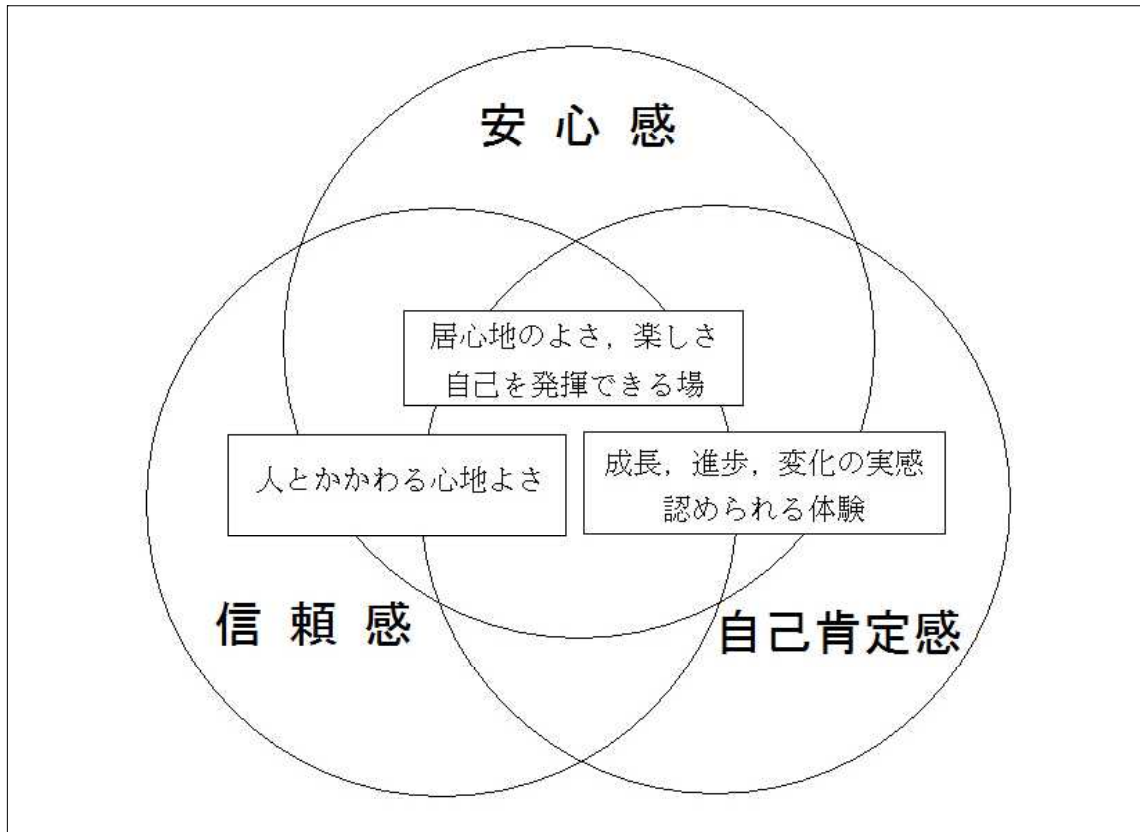 安心感
居心地のよさ，楽しさ
自己を発揮できる場
人とかかわる心地よさ
成長，進歩，変化の実感
認められる体験
信頼感
自己肯定感